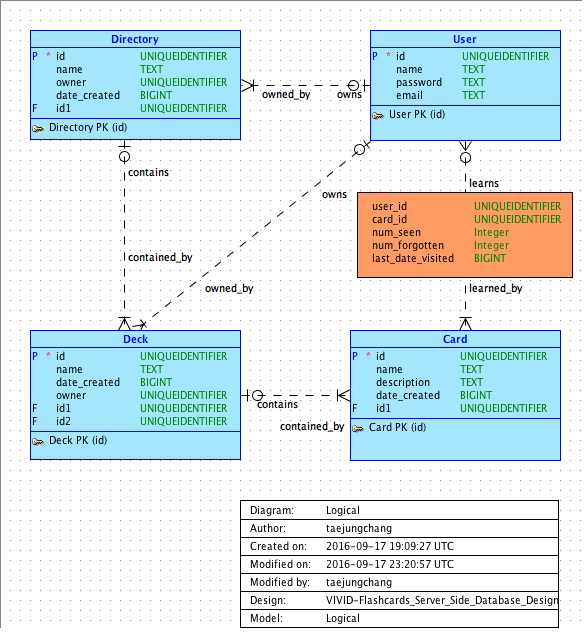 Directory
P * id UNIQUEIDENTIFIER
name TEXT
owner UNIQUEIDENTIFIER
date_created BIGINT
F id1 UNIQUEIDENTIFIER
Directory PK (id)
User
P * id UNIQUEIDENTIFIER
name TEXT
password TEXT
email TEXT
User PK (id)
owned_by owns
contains
contained_by
owns
owned_by
learns
user_id UNIQUEIDENTIFIER
card_id UNIQUEIDENTIFIER
num_seen Integer
num_forgotten Integer
last_date_visited BIGINT
learned_by
Deck
P * id UNIQUEIDENTIFIER
name TEXT
date_created BIGINT
owner UNIQUEIDENTIFIER
F id1 UNIQUEIDENTIFIER
F id2 UNIQUEIDENTIFIER
Deck PK (id)
contains
contained_by
Card
P * id UNIQUEIDENTIFIER
name TEXT
description TEXT
date_created BIGINT
F id1 UNIQUEIDENTIFIER
Card PK (id)
Diagram: Logical
Author: taejungchang
Created on: 2016-09-17 19:09:27 UTC
Modified on: 2016-09-17 23:20:57 UTC
Modified by: taejungchang
Design: VIVID-Flashcards_Server_Side_Database_Design
Model: Logical